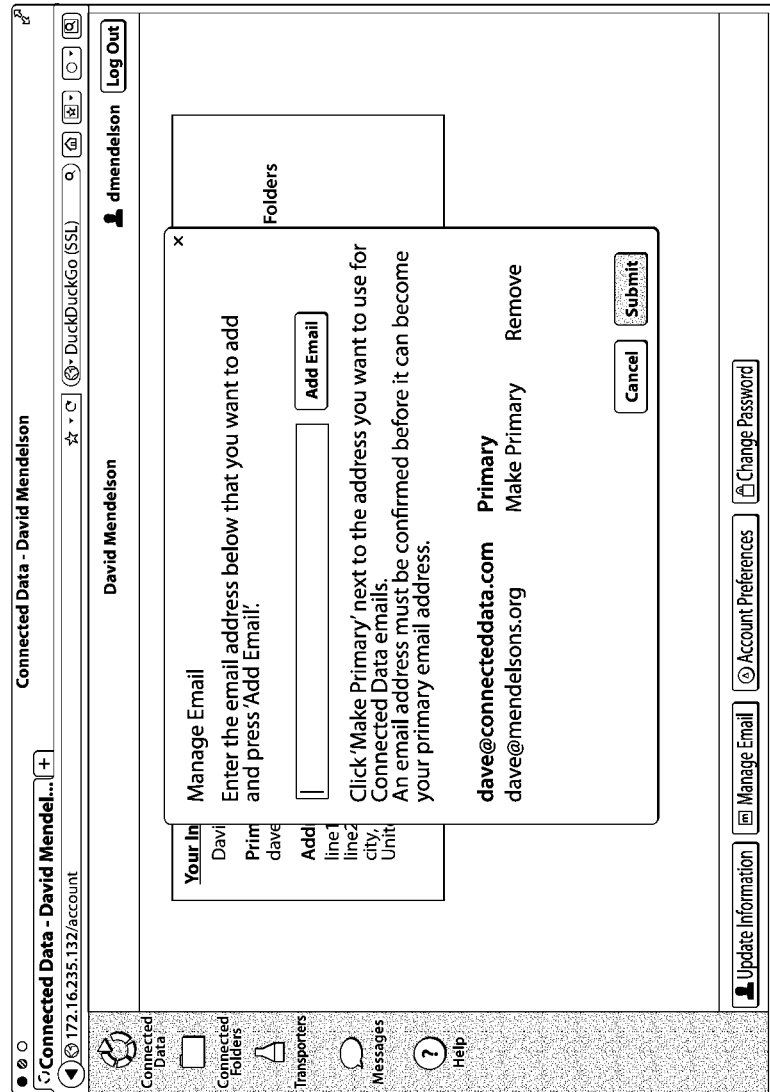 Connected Data - David Mendelson
Connected Data - David Mendel... +
172.16.235.132/account
DuckDuckGo (SSL)
David Mendelson
dmendelson
Log Out
Connected
Data
Connected
Folders
Transporters
Messages
?
Help
Your In
Davi
Prim
dave
Add
line1
line2
city,
Unite
Folders
Manage Email
x
Enter the email address below that you want to add
and press 'Add Email'.
Add Email
Click 'Make Primary' next to the address you want to use for
Connected Data emails.
An email address must be confirmed before it can become
your primary email address.
dave@connecteddata.com Primary
dave@mendelsons.org Make Primary Remove
Cancel
Submit
Update Information
m Manage Email
Account Preferences
Change Password